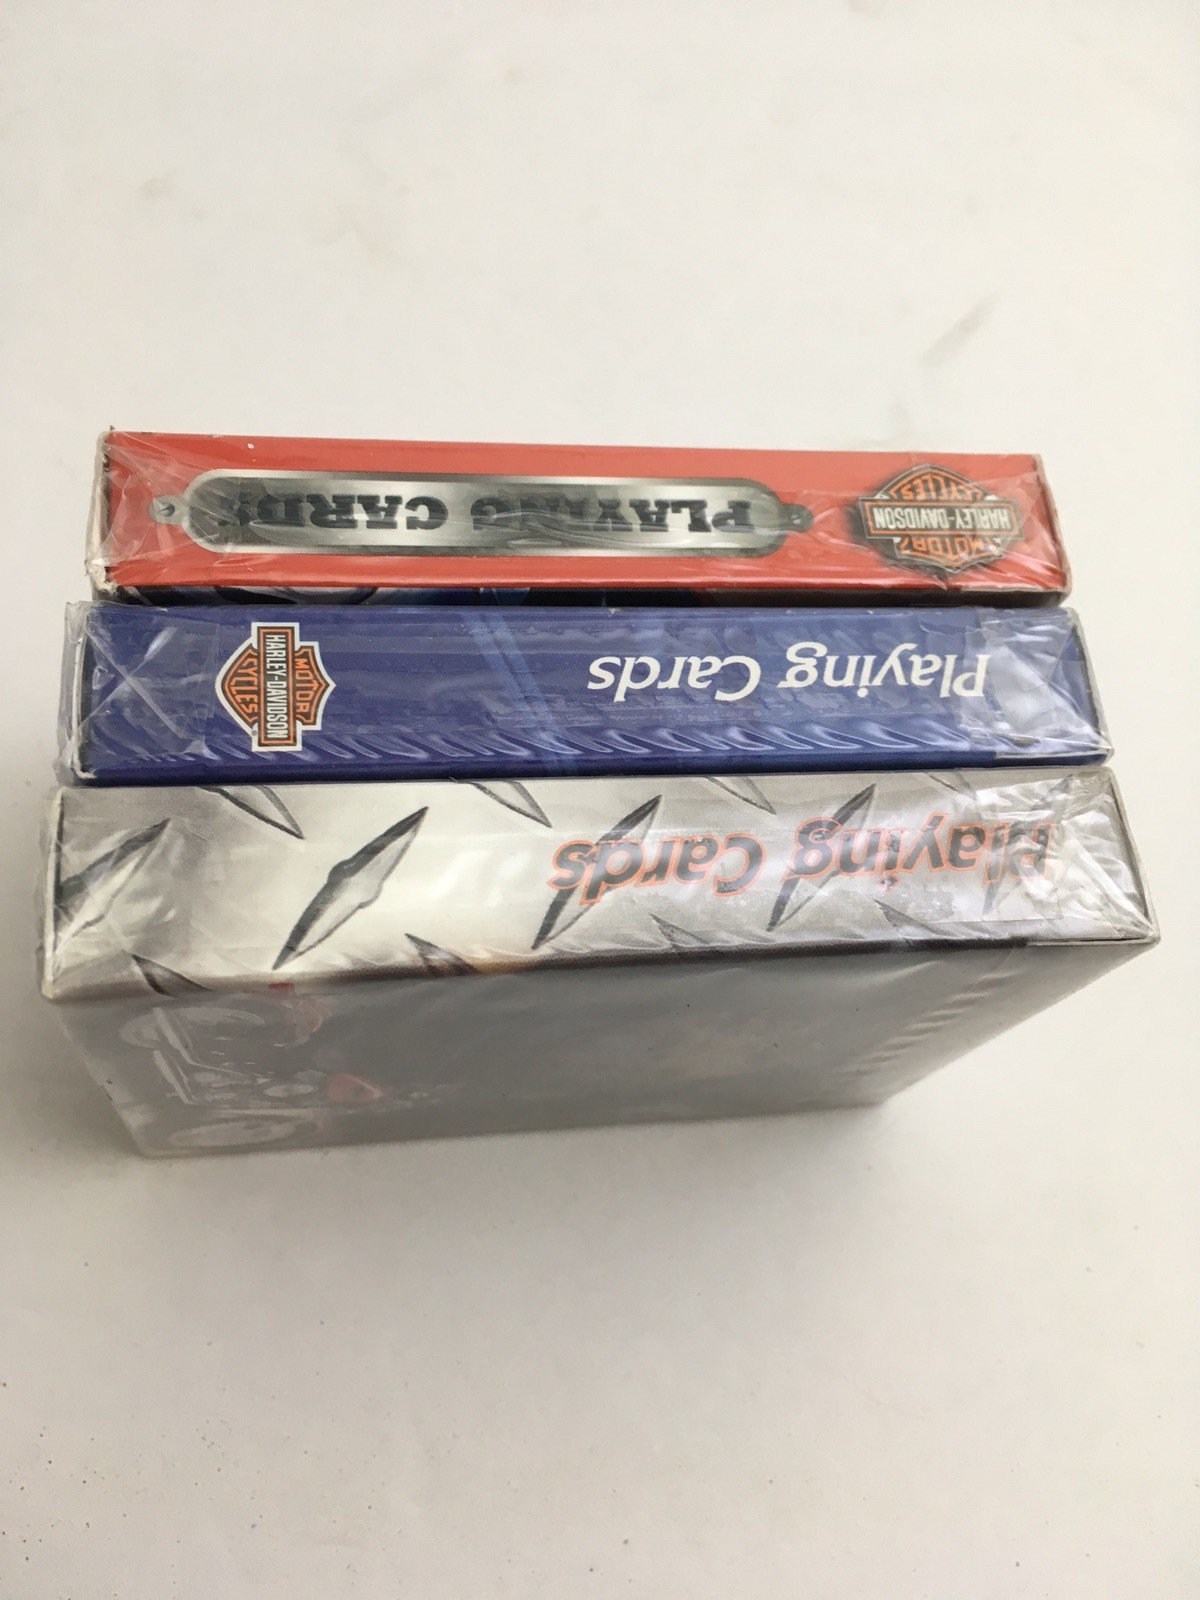 PLAYING CARDS
MOTOR
HARLEY-DAVIDSON
CYCLES
Playing Cards
MOTOR
HARLEY-DAVIDSON
CYCLES
Playing Cards